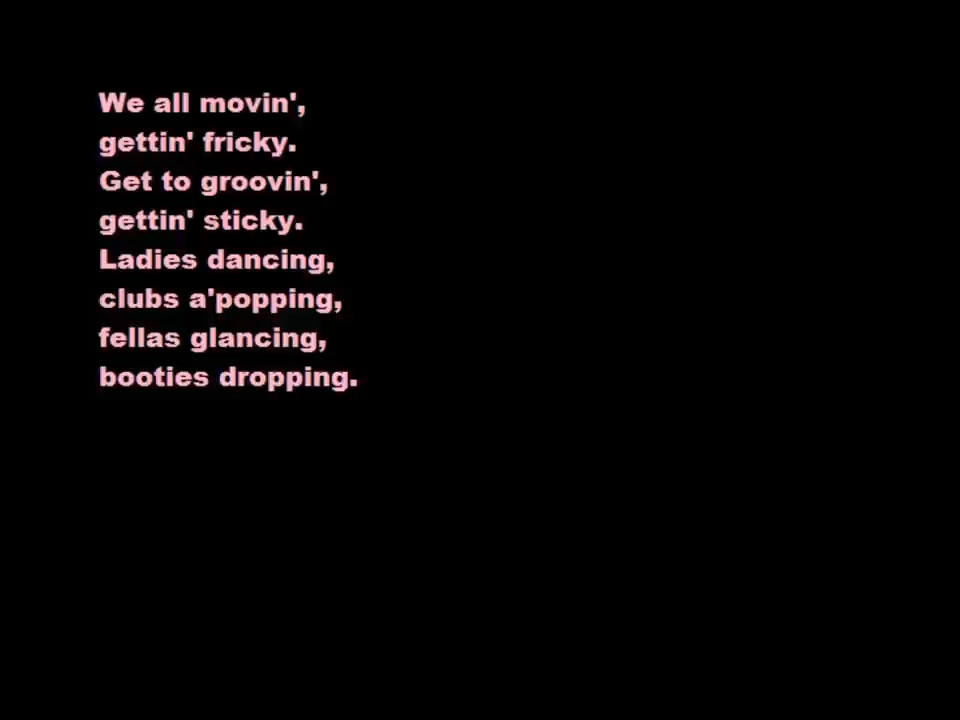 We all movin',
gettin' fricky.
Get to groovin',
gettin' sticky.
Ladies dancing,
clubs a'popping,
fellas glancing,
booties dropping.